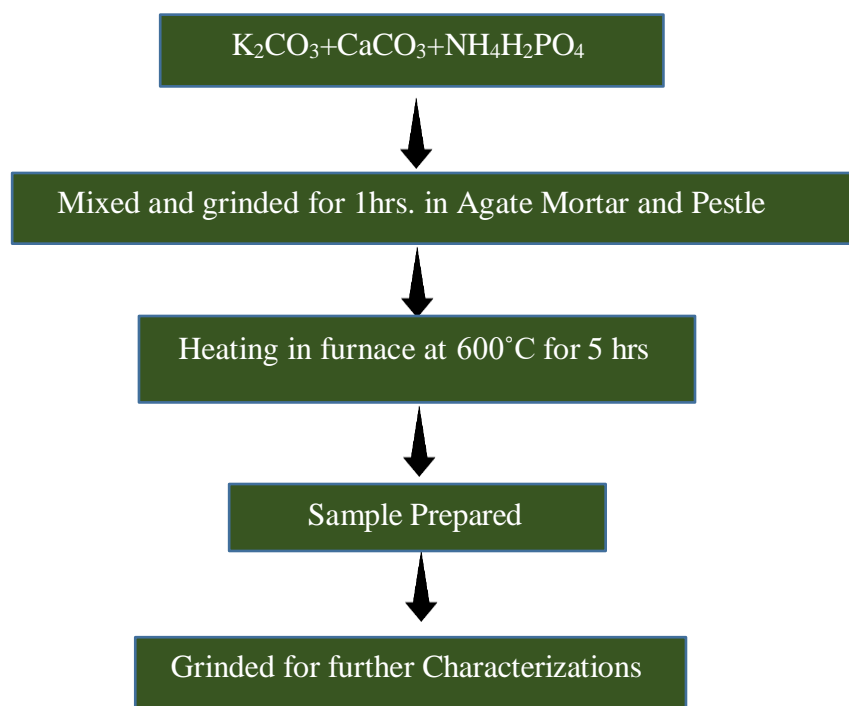 K₂CO₃+CaCO₃+NH₄H₂PO₄
Mixed and grinded for 1hrs. in Agate Mortar and Pestle
Heating in furnace at 600˚C for 5 hrs
Sample Prepared
Grinded for further Characterizations